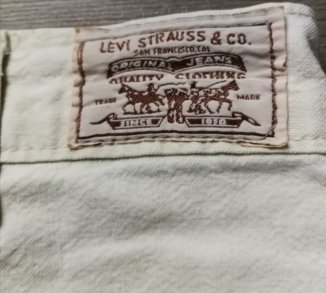 LEVI STRAUSS & CO.
SAN FRANCISCO, CAL
ORIGINAL JEANS
QUALITY CLOTHING
TRADE MARK
SINCE 1850